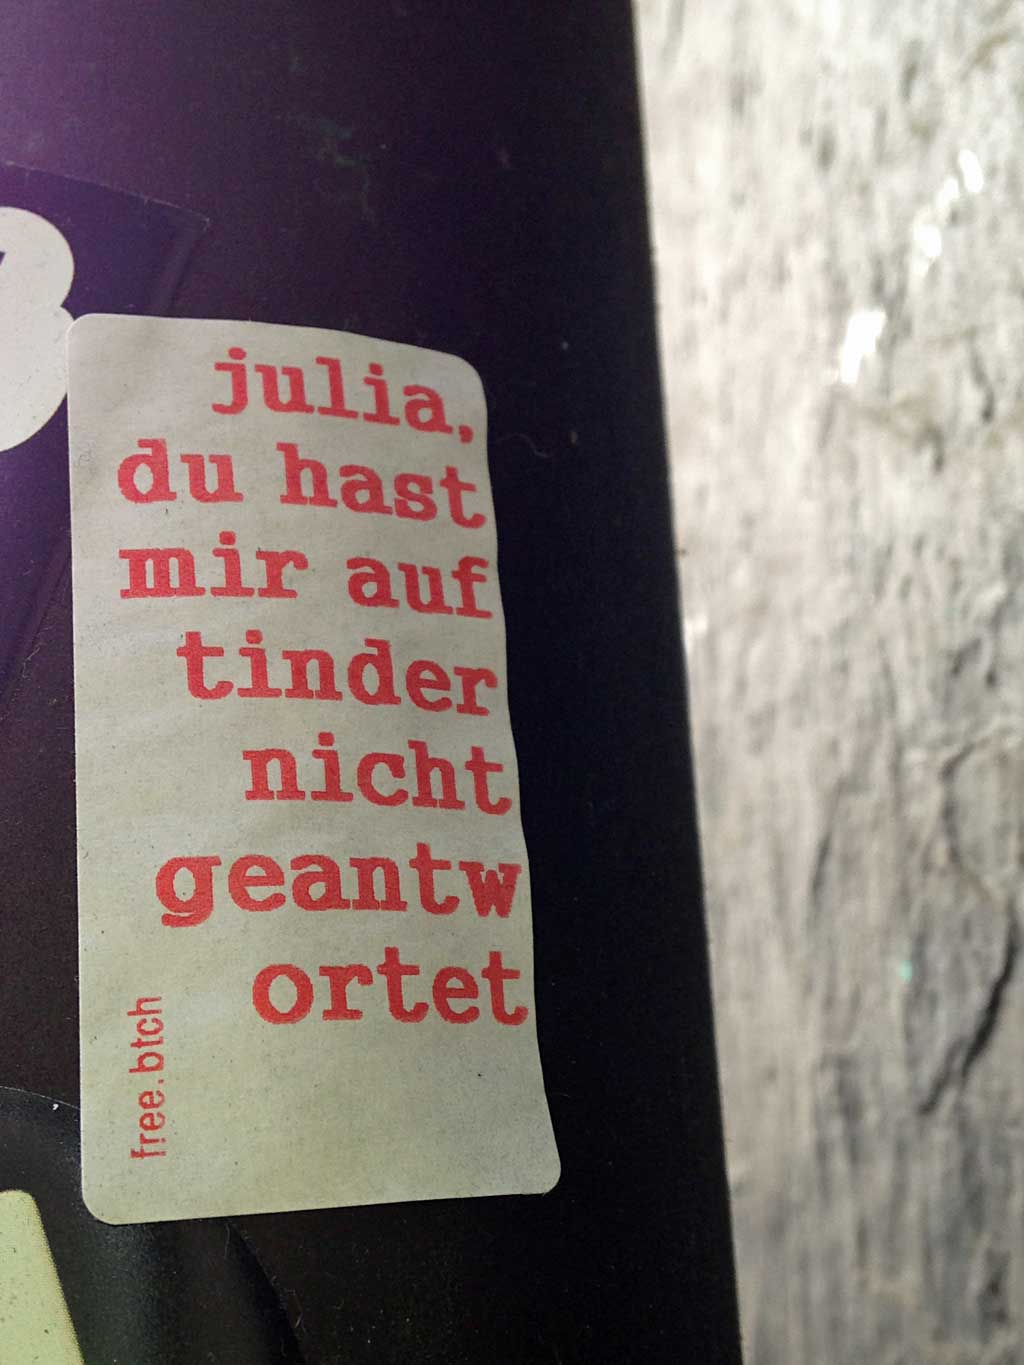 julia,
du hast
mir auf
tinder
nicht
geantw
ortet
free.btch